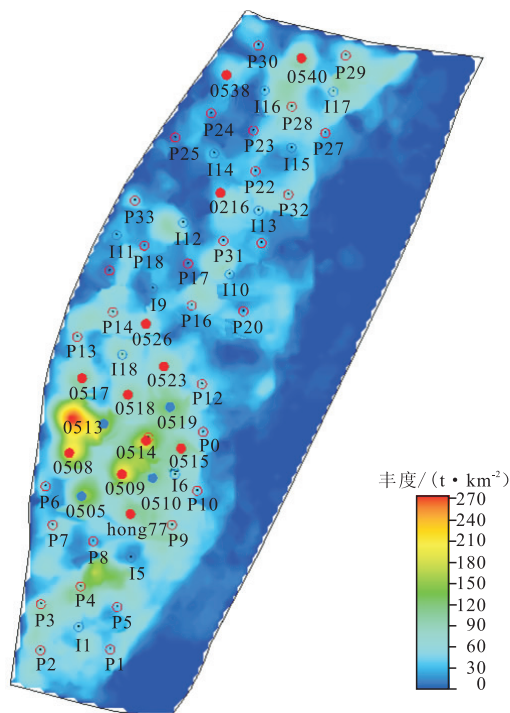 P30
0540
P29
0538
I16
I17
P24
P28
P25
P23
P27
I14
I15
P22
0216
P32
P33
I12
I13
I11
P18
P31
P17
I10
I9
P14
P16
P20
0526
P13
I18
0523
0517
0518
P12
0519
0513
0514
P0
0508
0515
0509
I6
P6
0510
P10
0505
P7
hong77
P9
P8
I5
P4
P3
P5
I1
P2
P1
丰度/(t·km⁻²)
270
240
210
180
150
120
90
60
30
0